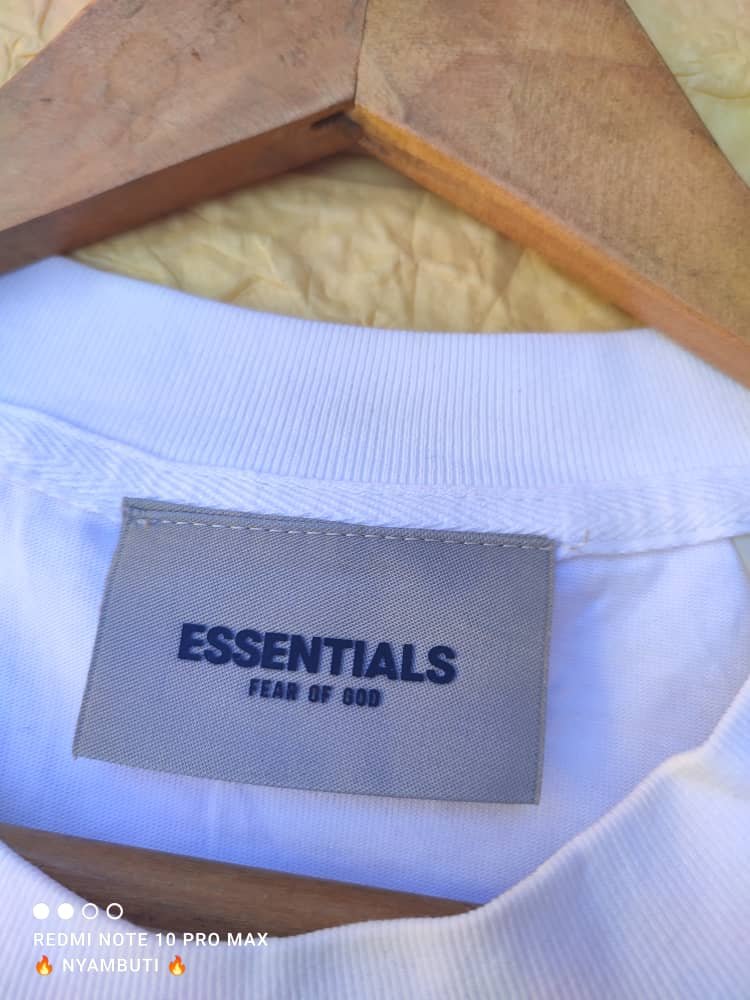 ESSENTIALS
FEAR OF GOD
REDMI NOTE 10 PRO MAX
🔥 NYAMBUTI 🔥